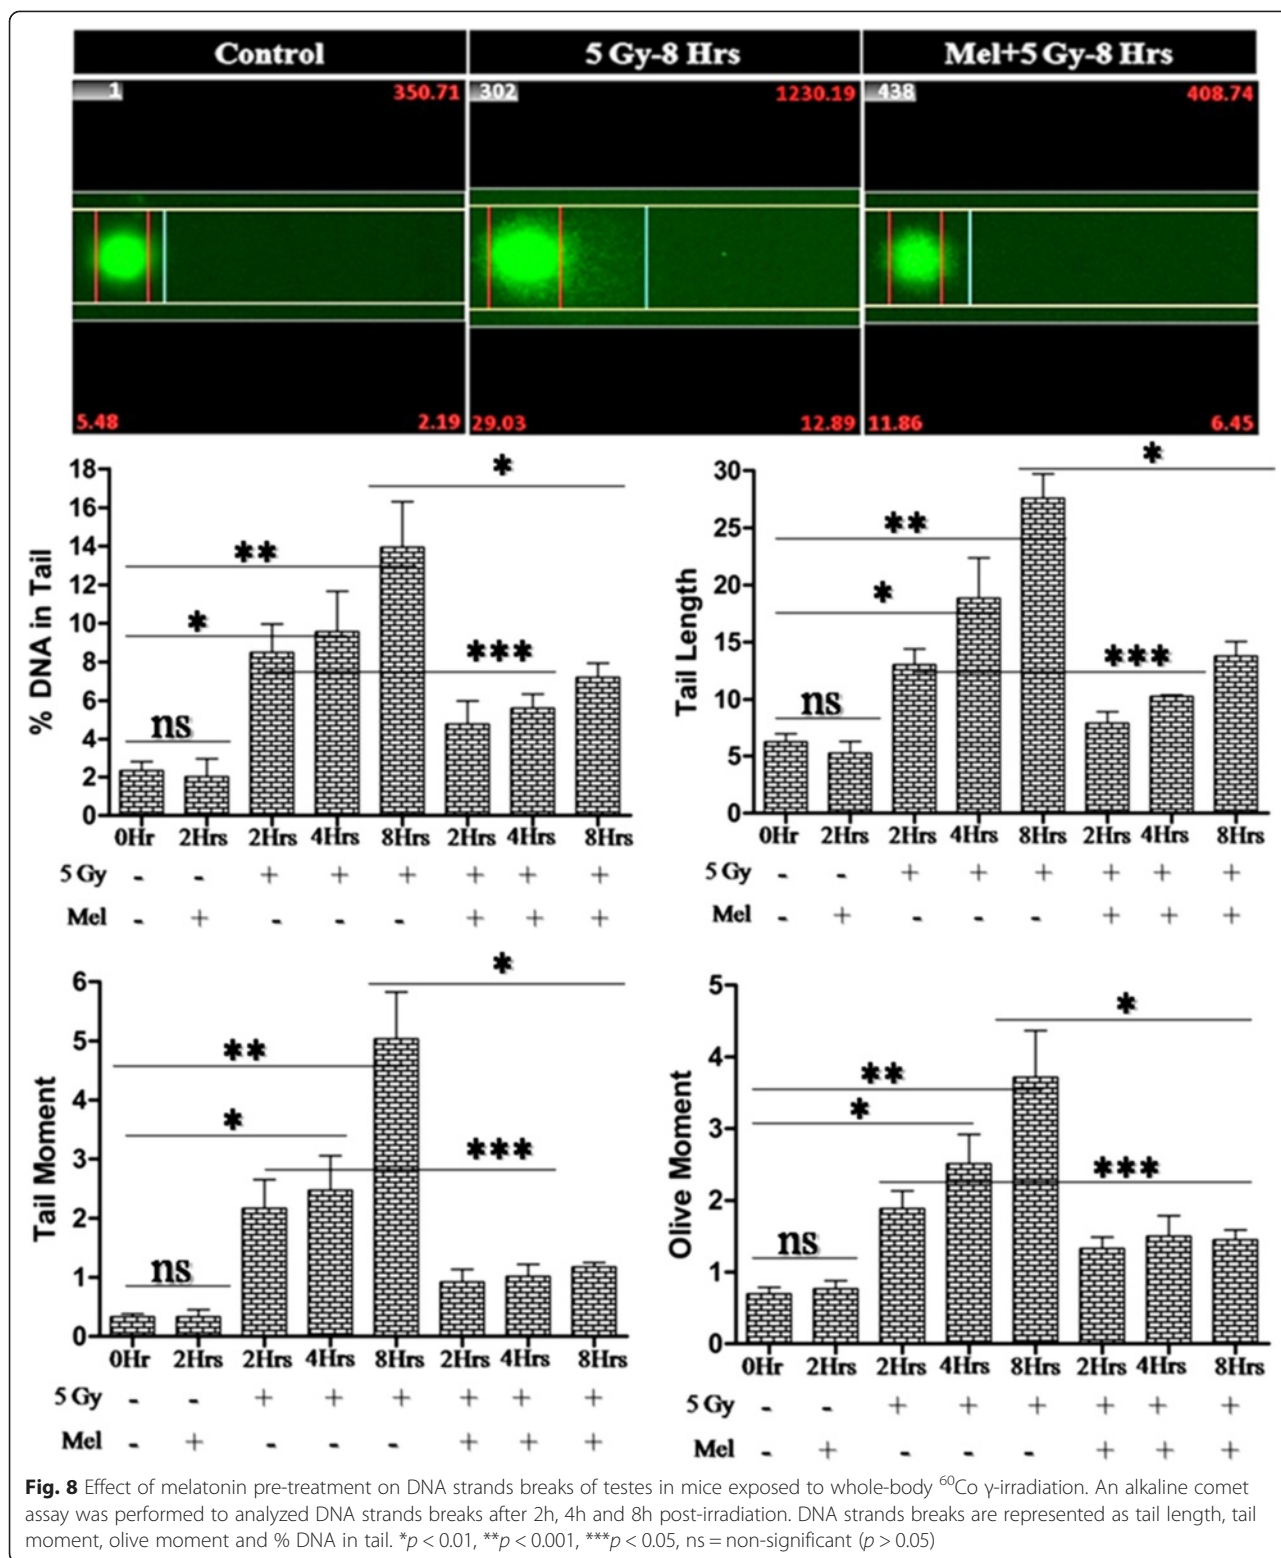 Control 5 Gy-8 Hrs Mel+5 Gy-8 Hrs
1 350.71 302 1230.19 438 408.74
5.48 2.19 29.03 12.89 11.86 6.45
% DNA in Tail
18
16
14
12
10
8
6
4
2
0
*
**
*
***
ns
0Hr 2Hrs 2Hrs 4Hrs 8Hrs 2Hrs 4Hrs 8Hrs
5 Gy - - + + + + + +
Mel - + - - - + + +
Tail Length
30
25
20
15
10
5
0
*
**
*
***
ns
0Hr 2Hrs 2Hrs 4Hrs 8Hrs 2Hrs 4Hrs 8Hrs
5 Gy - - + + + + + +
Mel - + - - - + + +
Tail Moment
6
5
4
3
2
1
0
*
**
*
***
ns
0Hr 2Hrs 2Hrs 4Hrs 8Hrs 2Hrs 4Hrs 8Hrs
5 Gy - - + + + + + +
Mel - + - - - + + +
Olive Moment
5
4
3
2
1
0
*
**
*
***
ns
0Hr 2Hrs 2Hrs 4Hrs 8Hrs 2Hrs 4Hrs 8Hrs
5 Gy - - + + + + + +
Mel - + - - - + + +
Fig. 8 Effect of melatonin pre-treatment on DNA strands breaks of testes in mice exposed to whole-body ⁶⁰Co γ-irradiation. An alkaline comet
assay was performed to analyzed DNA strands breaks after 2h, 4h and 8h post-irradiation. DNA strands breaks are represented as tail length, tail
moment, olive moment and % DNA in tail. *p < 0.01, **p < 0.001, ***p < 0.05, ns = non-significant (p > 0.05)